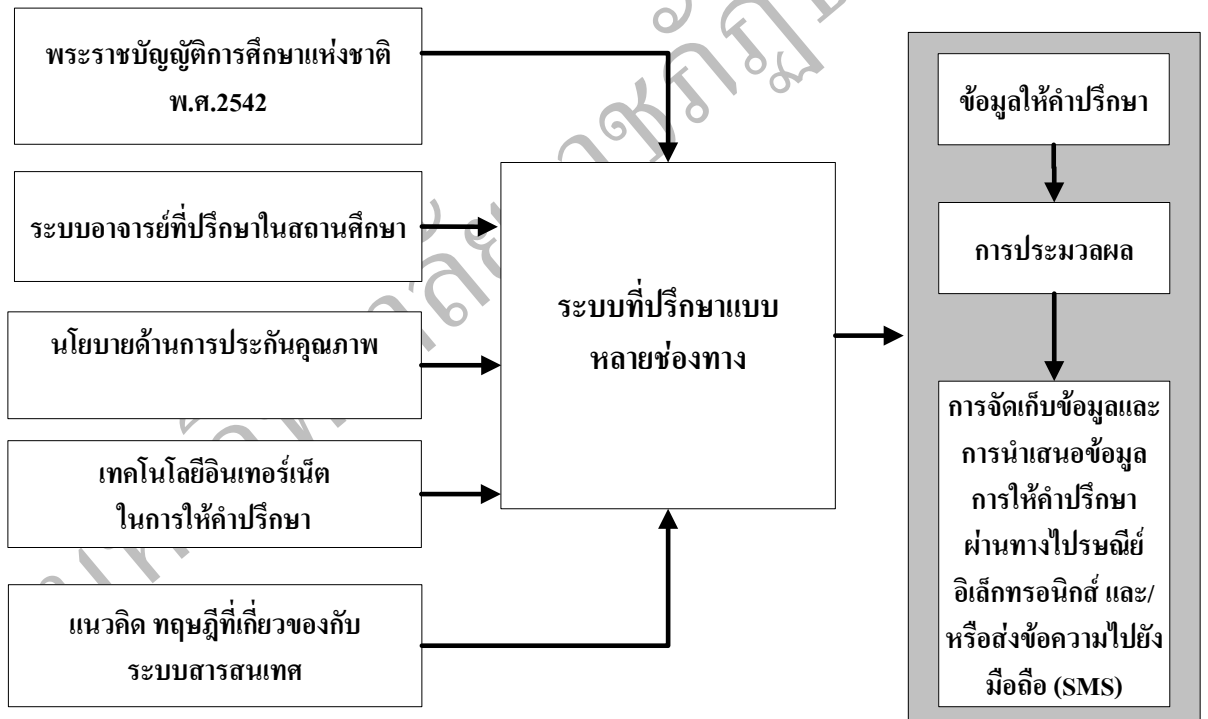 พระราชบัญญัติการศึกษาแห่งชาติ
พ.ศ.2542
ระบบอาจารย์ที่ปรึกษาในสถานศึกษา
นโยบายด้านการประกันคุณภาพ
เทคโนโลยีอินเทอร์เน็ต
ในการให้คำปรึกษา
แนวคิด ทฤษฎีที่เกี่ยวของกับ
ระบบสารสนเทศ
ระบบที่ปรึกษาแบบ
หลายช่องทาง
ข้อมูลให้คำปรึกษา
การประมวลผล
การจัดเก็บข้อมูลและ
การนำเสนอข้อมูล
การให้คำปรึกษา
ผ่านทางไปรษณีย์
อิเล็กทรอนิกส์ และ/
หรือส่งข้อความไปยัง
มือถือ (SMS)